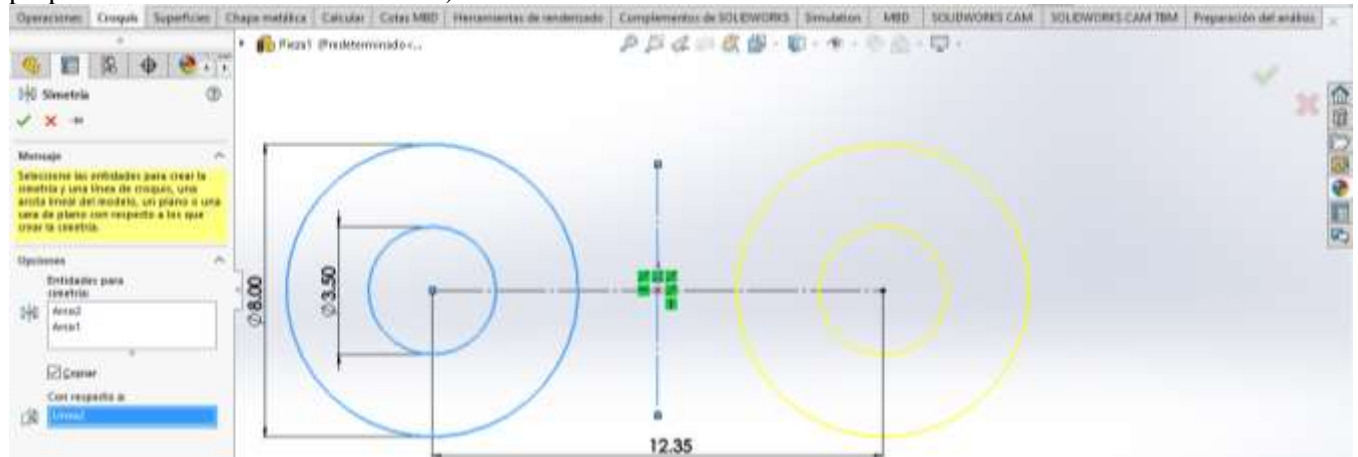 Operaciones Croquis Superficies Chapa metálica Calcular Cotas MBD Herramientas de renderizado Complementos de SOLIDWORKS Simulation MBD SOLIDWORKS CAM SOLIDWORKS CAM TBM Preparación del análisis
Pieza1 (Predeterminado<...
Simetría
Mensaje
Seleccione las entidades para crear la
simetría y una línea de croquis, una
arista lineal del modelo, un plano o una
cara de plano con respecto a los que
crear la simetría.
Opciones
Entidades para
simetría:
Arco2
Arco1
Copiar
Con respecto a:
Línea2
∅8.00
∅3.50
12.35